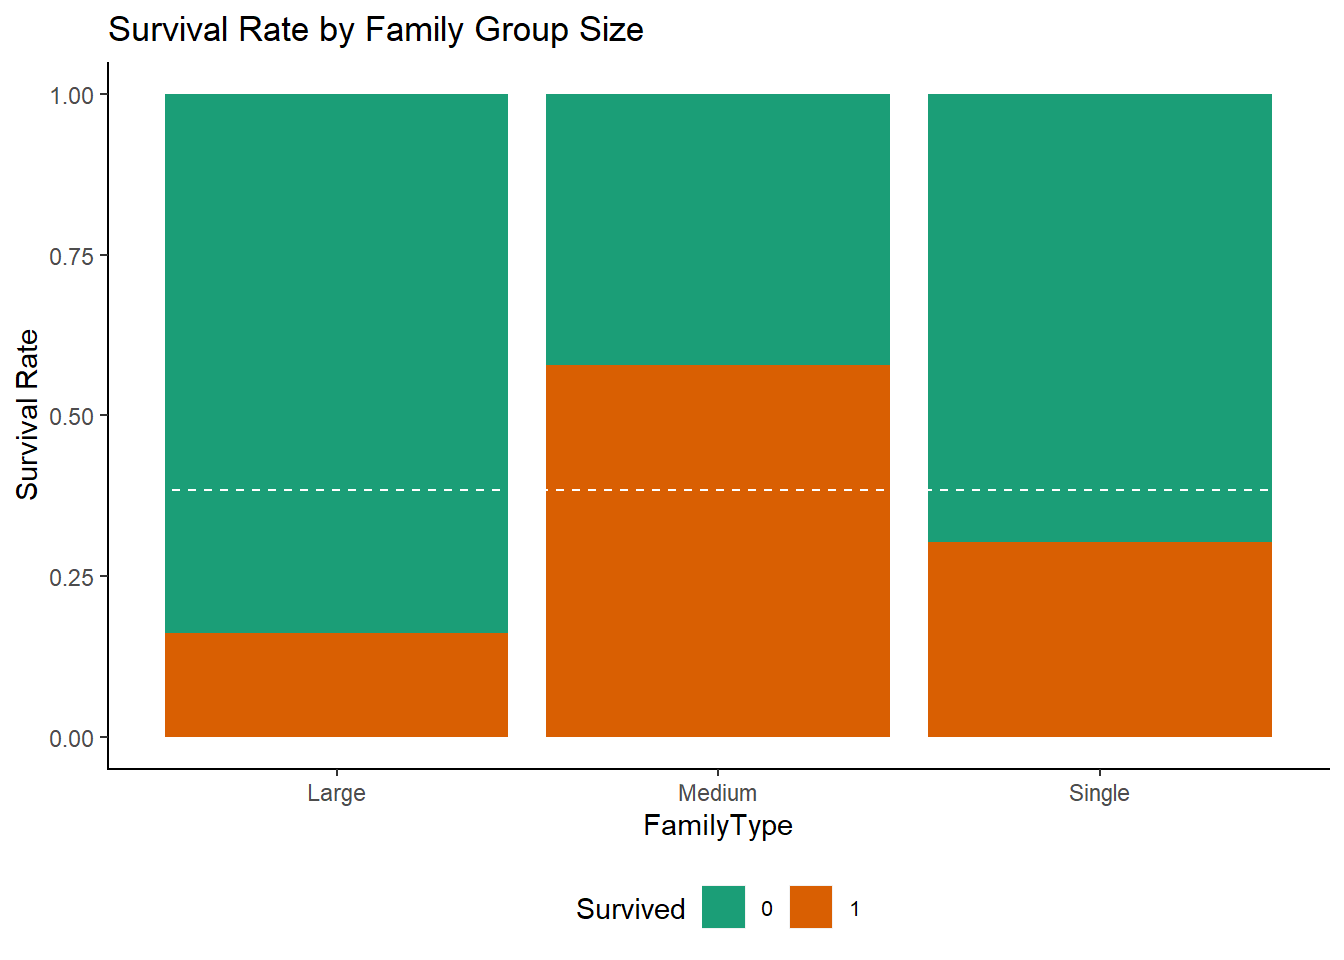 Survival Rate by Family Group Size
Survival Rate
1.00
0.75
0.50
0.25
0.00
Large Medium Single
FamilyType
Survived 0 1